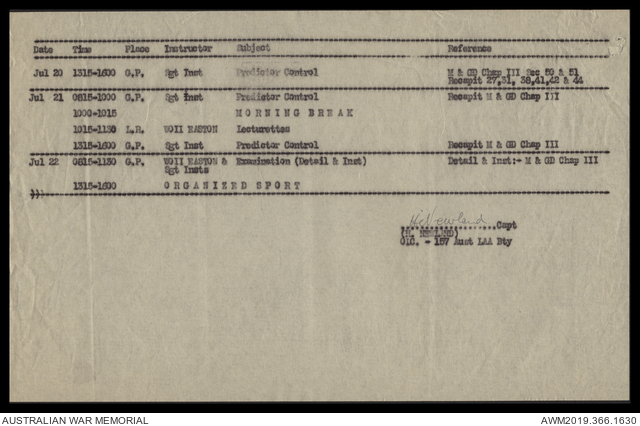 Date Time Place Instructor Subject Reference
Jul 20 1315-1600 G.P. Sgt Inst Predictor Control M & GD Chap III Sec 50 & 51
Recapit 27,31, 38,41,42 & 44
Jul 21 0815-1000 G.P. Sgt Inst Predictor Control Recapit M & GD Chap III
1000-1015 MORNING BREAK
1015-1130 L.R. WOII EASTON Lecturettes
1315-1600 G.P. Sgt Inst Predictor Control Recapit M & GD Chap III
Jul 22 0815-1130 G.P. WOII EASTON & Examination (Detail & Inst) Detail & Inst:- M & GD Chap III
Sgt Insts
1315-1600 ORGANIZED SPORT
HNewland Capt
(H. NEWLAND)
OIC. - 157 Aust LAA Bty
AUSTRALIAN WAR MEMORIAL AWM2019.366.1630